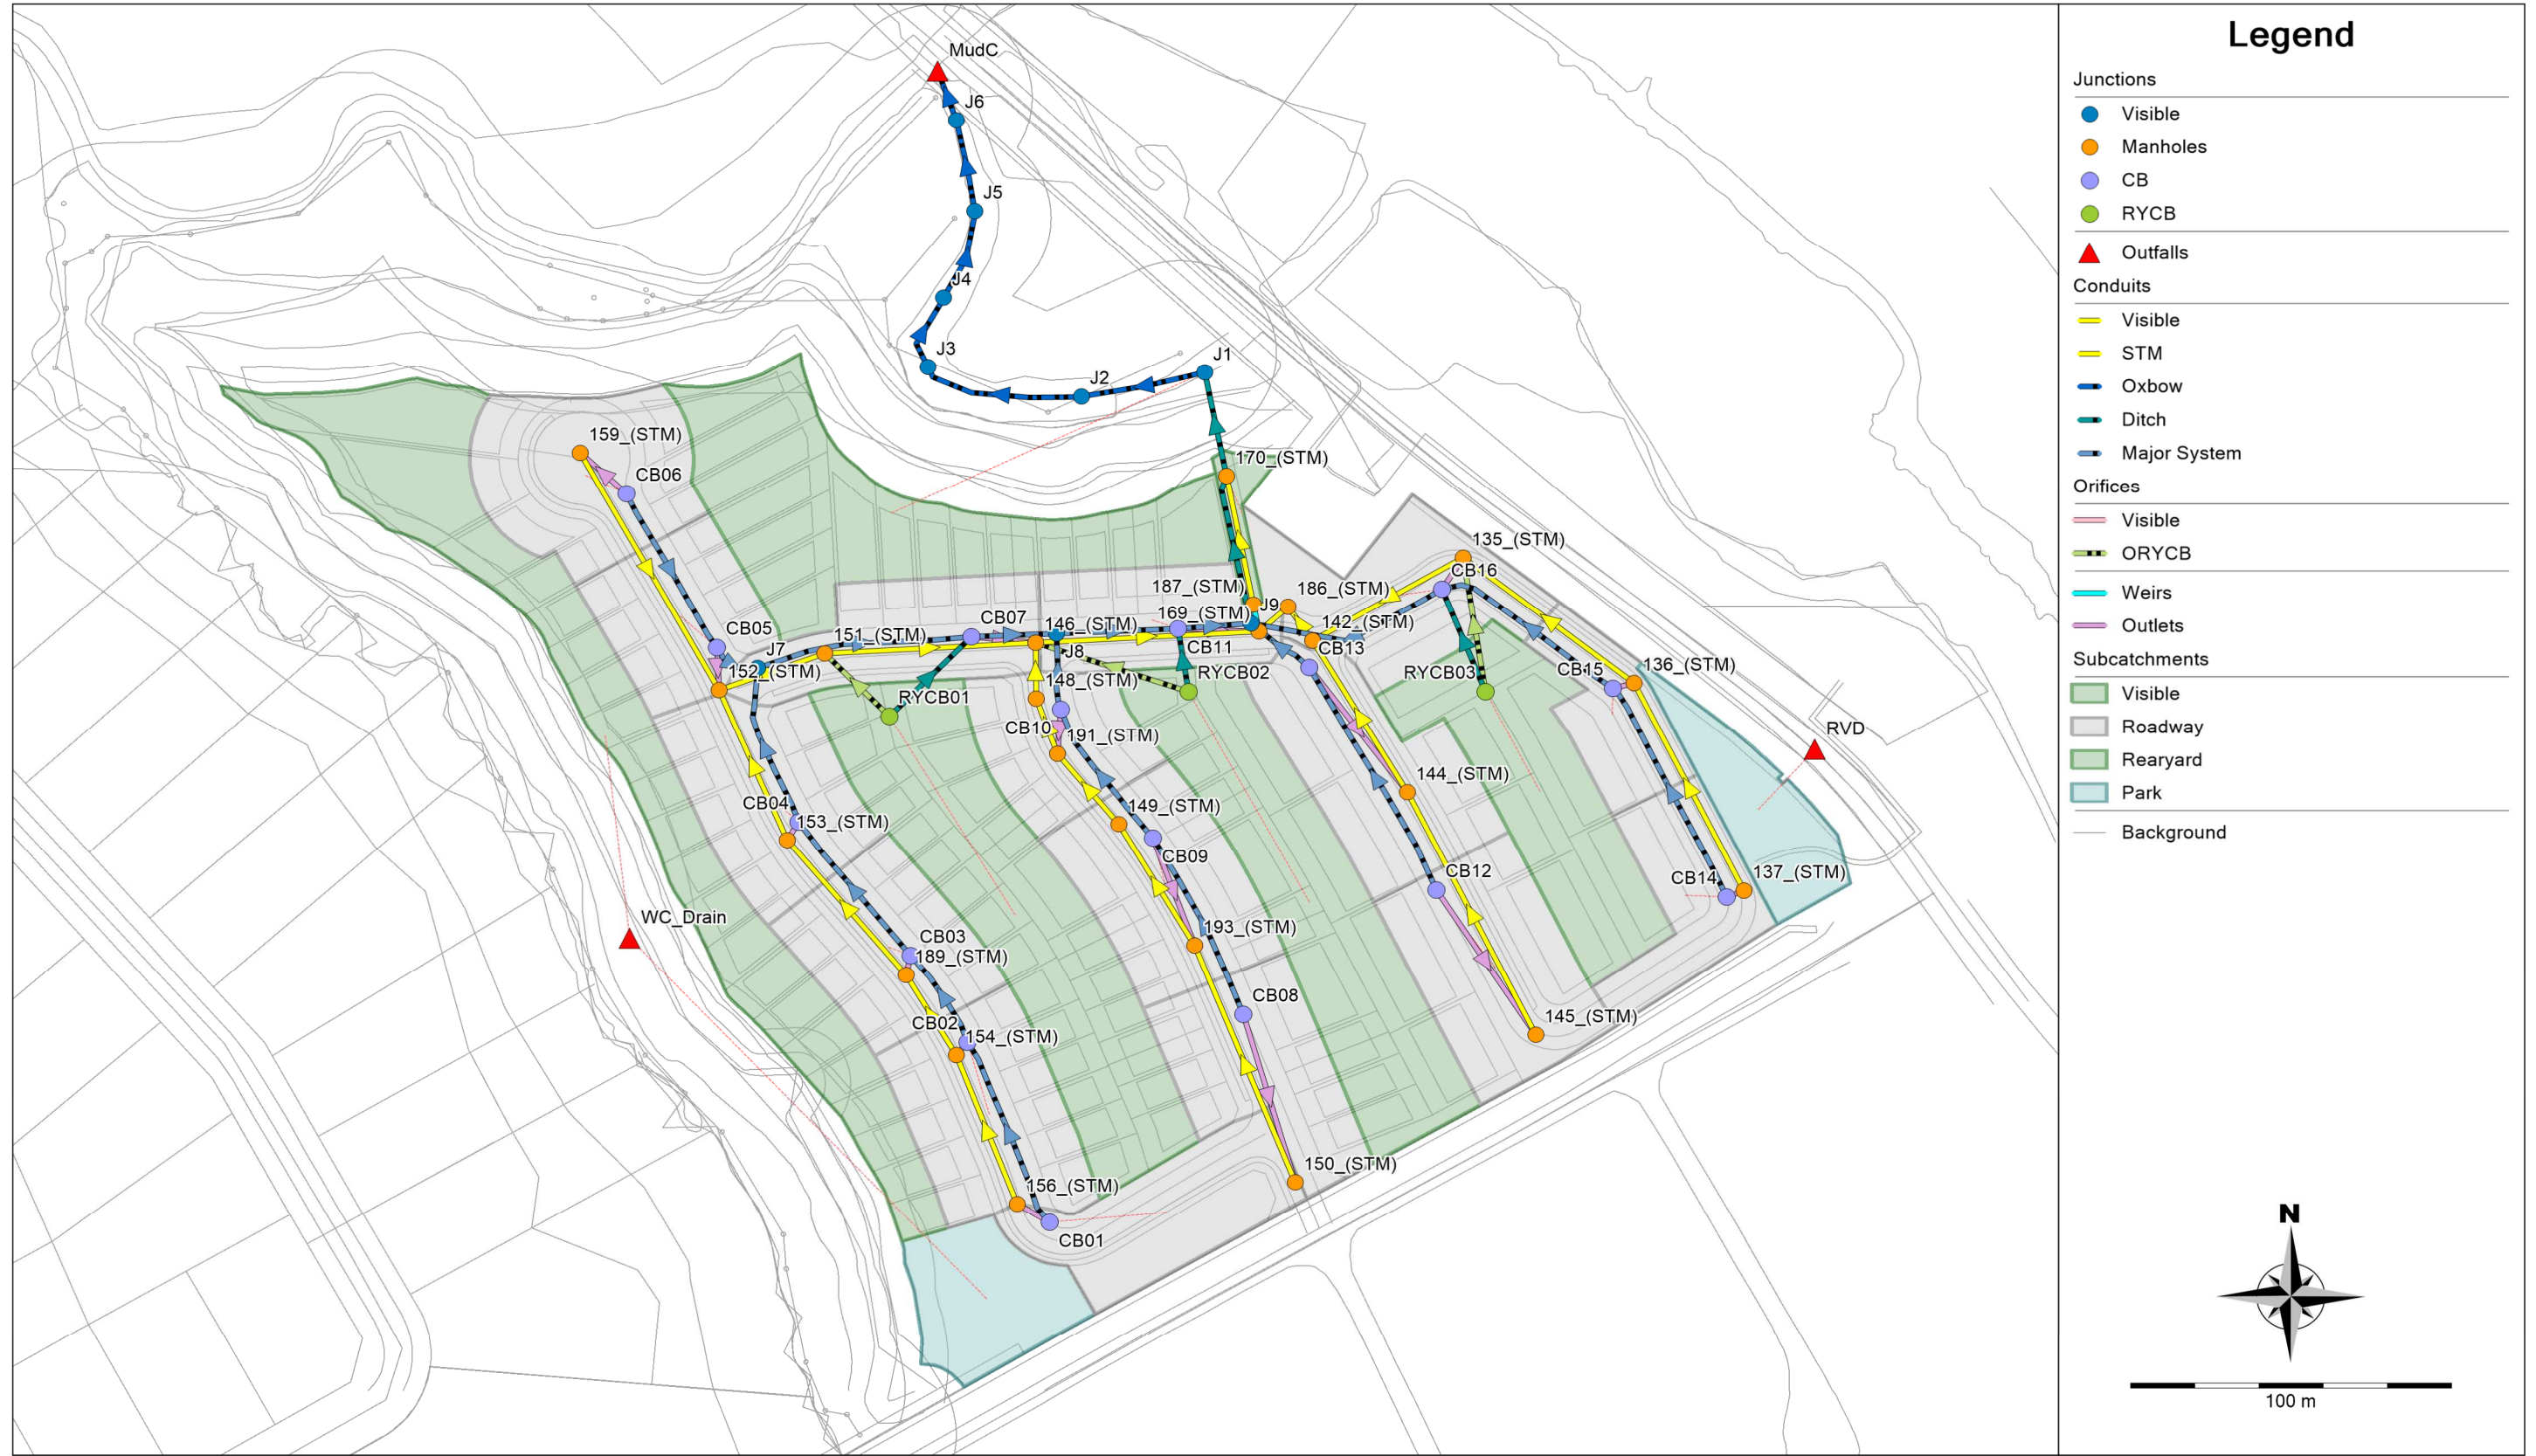 MudC
J6
J5
J4
J3
J2
J1
159_(STM)
CB06
170_(STM)
135_(STM)
CB16
187_(STM)
186_(STM)
J9
CB07
146_(STM)
169_(STM)
142_(STM)
151_(STM)
CB05
J7
152_(STM)
J8
CB11
CB13
RYCB01
148_(STM)
RYCB02
RYCB03
CB15
136_(STM)
CB10
191_(STM)
RVD
144_(STM)
CB04
153_(STM)
149_(STM)
CB09
CB12
CB14
137_(STM)
WC_Drain
CB03
189_(STM)
193_(STM)
CB08
CB02
154_(STM)
145_(STM)
150_(STM)
156_(STM)
CB01
Legend
Junctions
Visible
Manholes
CB
RYCB
Outfalls
Conduits
Visible
STM
Oxbow
Ditch
Major System
Orifices
Visible
ORYCB
Weirs
Outlets
Subcatchments
Visible
Roadway
Rearyard
Park
Background
N
100 m